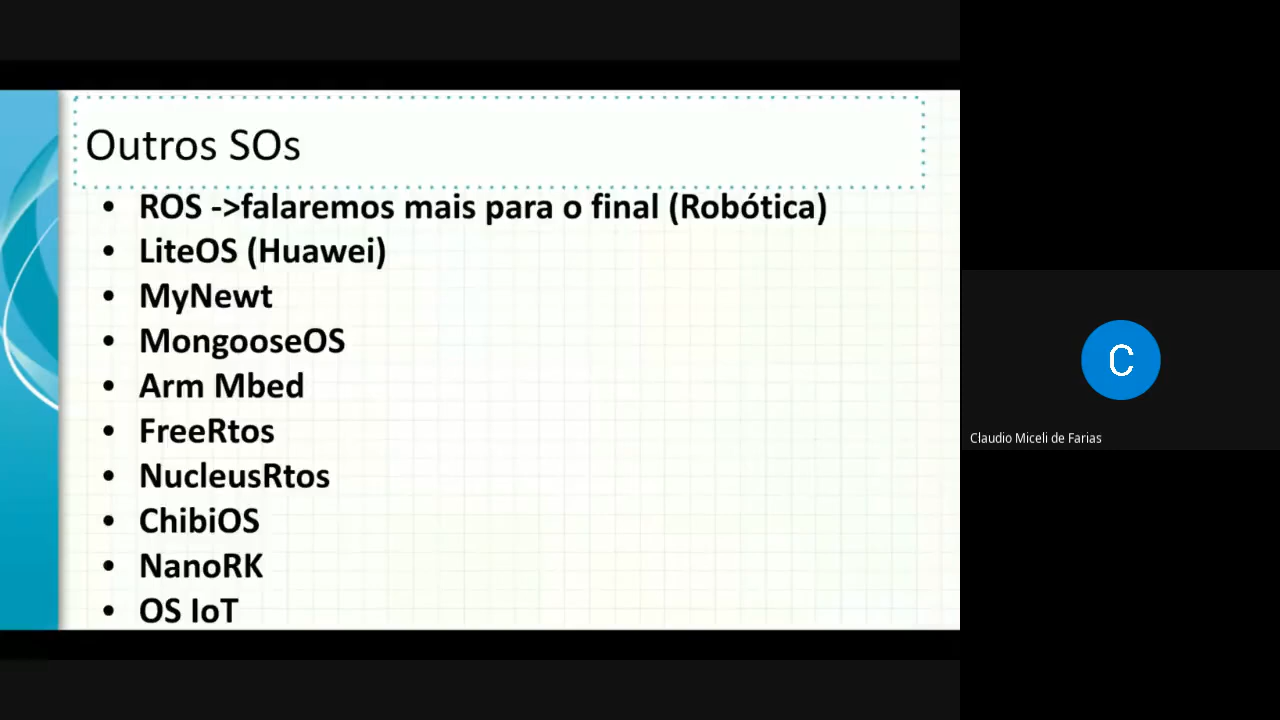 Outros SOs
• ROS ->falaremos mais para o final (Robótica)
• LiteOS (Huawei)
• MyNewt
• MongooseOS
• Arm Mbed
• FreeRtos
• NucleusRtos
• ChibiOS
• NanoRK
• OS IoT
C
Claudio Miceli de Farias